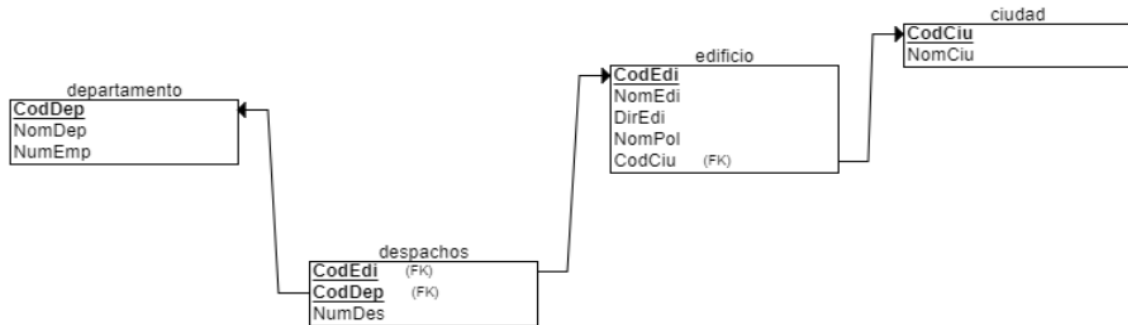 departamento
CodDep
NomDep
NumEmp
despachos
CodEdi (FK)
CodDep (FK)
NumDes
edificio
CodEdi
NomEdi
DirEdi
NomPol
CodCiu (FK)
ciudad
CodCiu
NomCiu